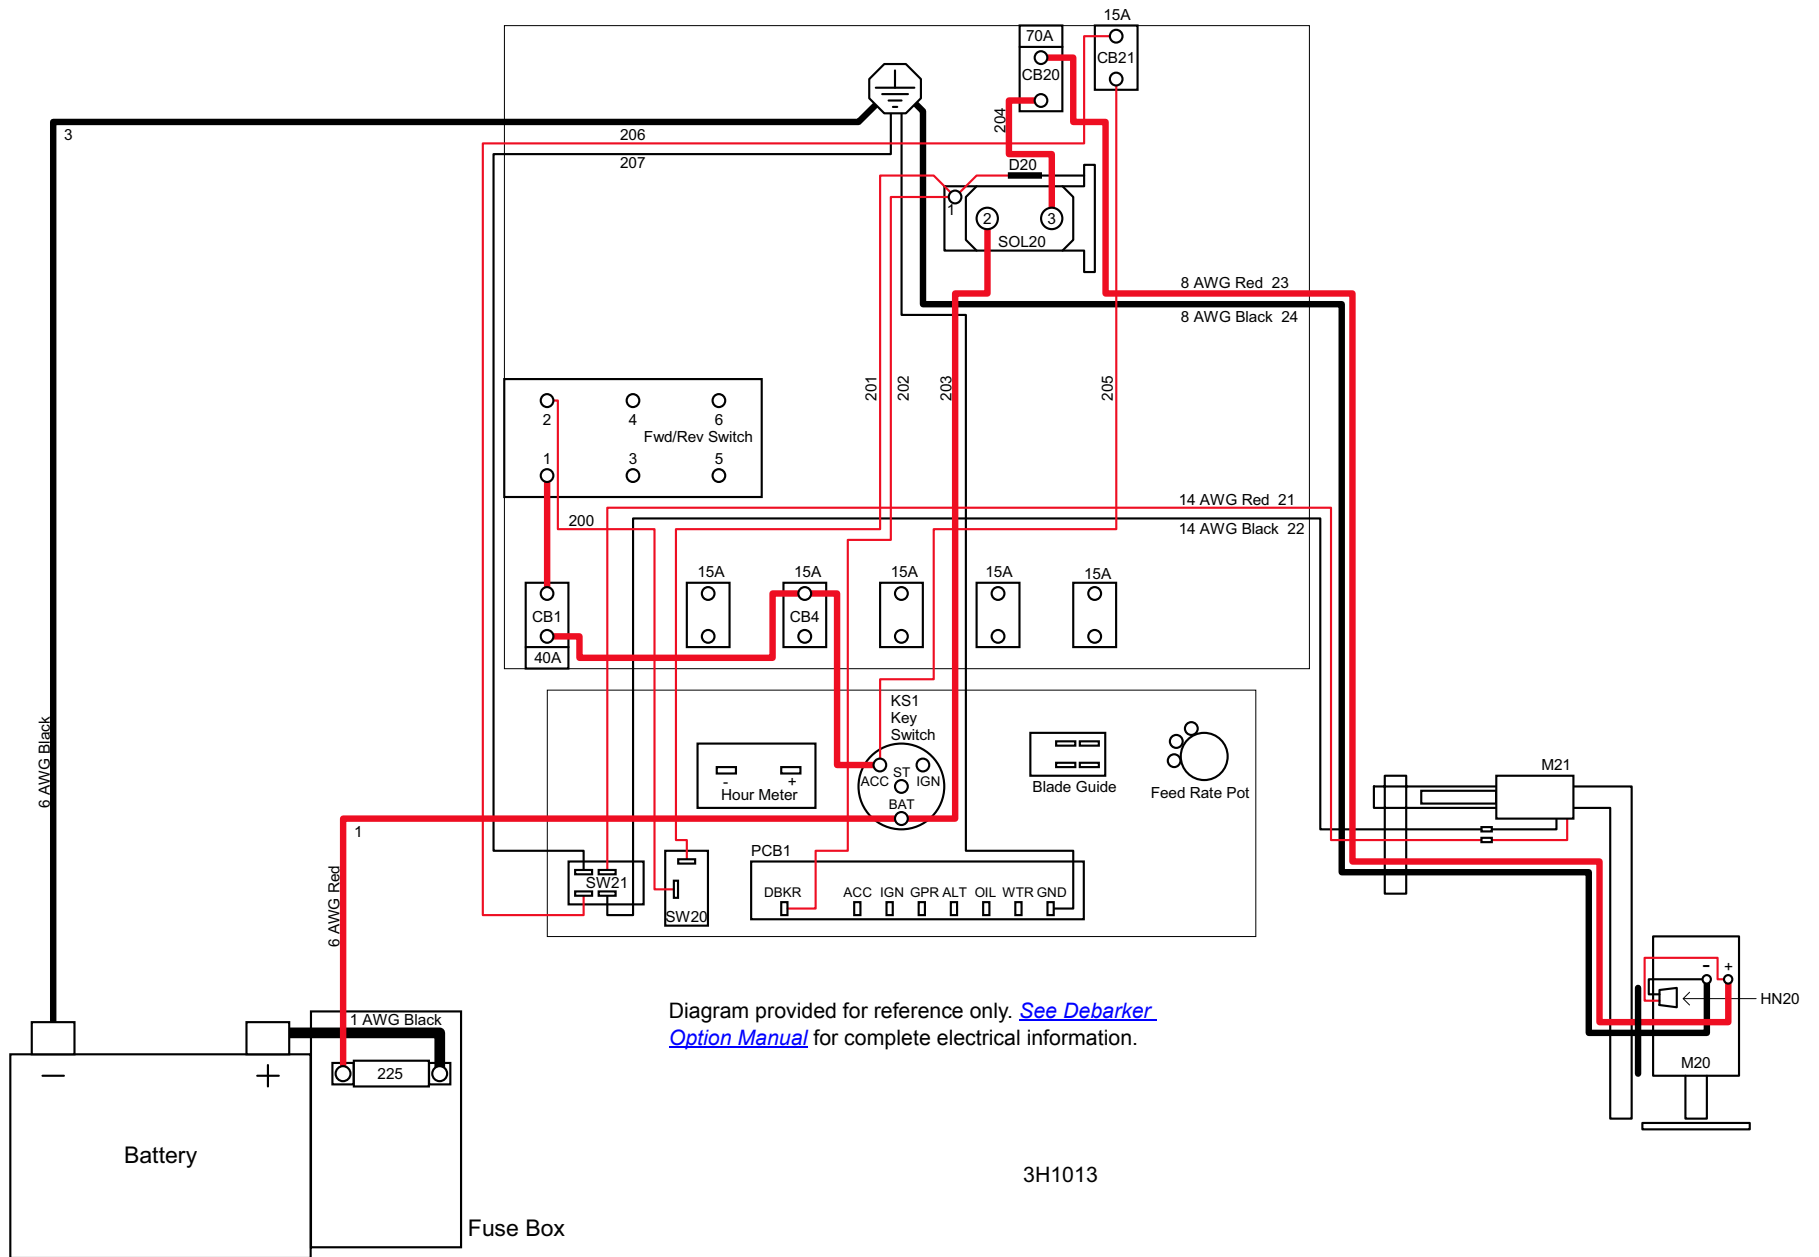 15A
70A
CB20
CB21
3
206
207
204
D20
1
2
3
SOL20
8 AWG Red 23
8 AWG Black 24
201
202
203
205
2
4
6
Fwd/Rev Switch
1
3
5
200
14 AWG Red 21
14 AWG Black 22
15A
15A
15A
15A
15A
CB1
CB4
40A
KS1
Key
Switch
ACC
ST
IGN
BAT
-
+
Hour Meter
Blade Guide
Feed Rate Pot
M21
6 AWG Black
1
6 AWG Red
SW21
SW20
PCB1
DBKR
ACC
IGN
GPR
ALT
OIL
WTR
GND
-
+
HN20
M20
Diagram provided for reference only. See Debarker
Option Manual for complete electrical information.
1 AWG Black
225
—
+
Battery
Fuse Box
3H1013